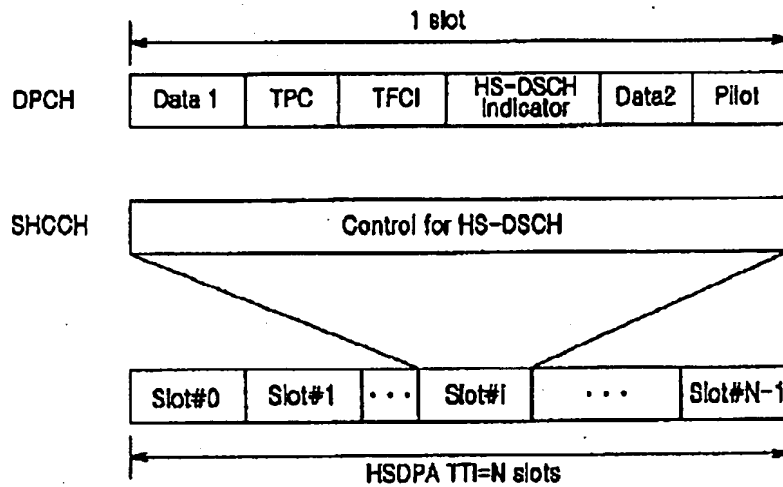 1 slot
DPCH Data 1 TPC TFCI HS-DSCH Indicator Data2 Pilot
SHCCH Control for HS-DSCH
Slot#0 Slot#1 ··· Slot#i ··· Slot#N-1
HSDPA TTI=N slots